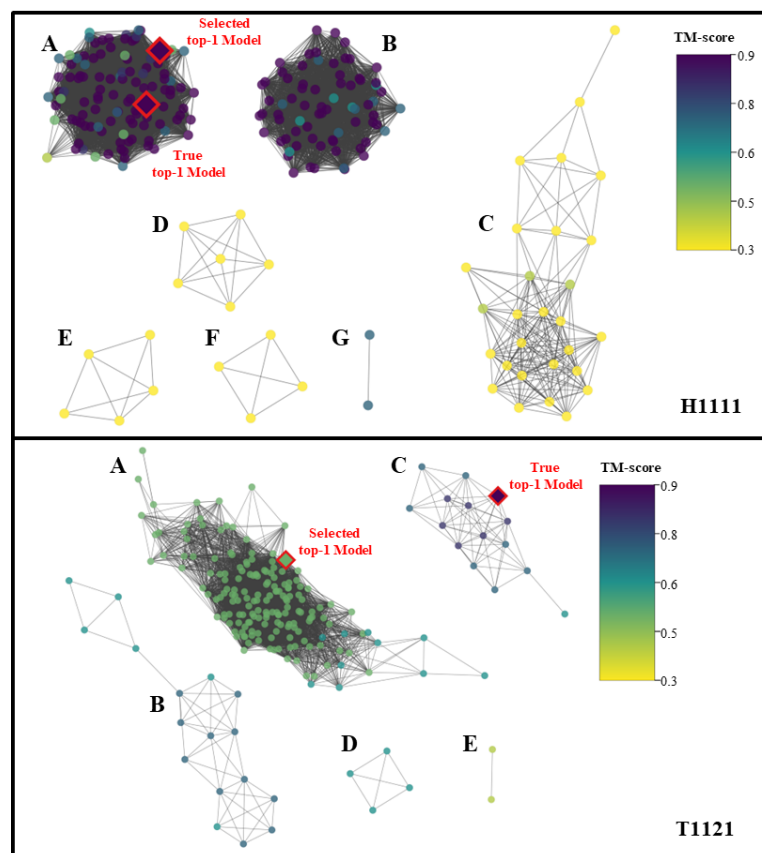 Selected
top-1 Model
A
B
TM-score
0.9
0.8
0.6
0.5
0.3
True
top-1 Model
D
C
E
F
G
H1111
A
C
True
top-1 Model
TM-score
0.9
0.8
0.6
0.5
0.3
Selected
top-1 Model
B
D
E
T1121